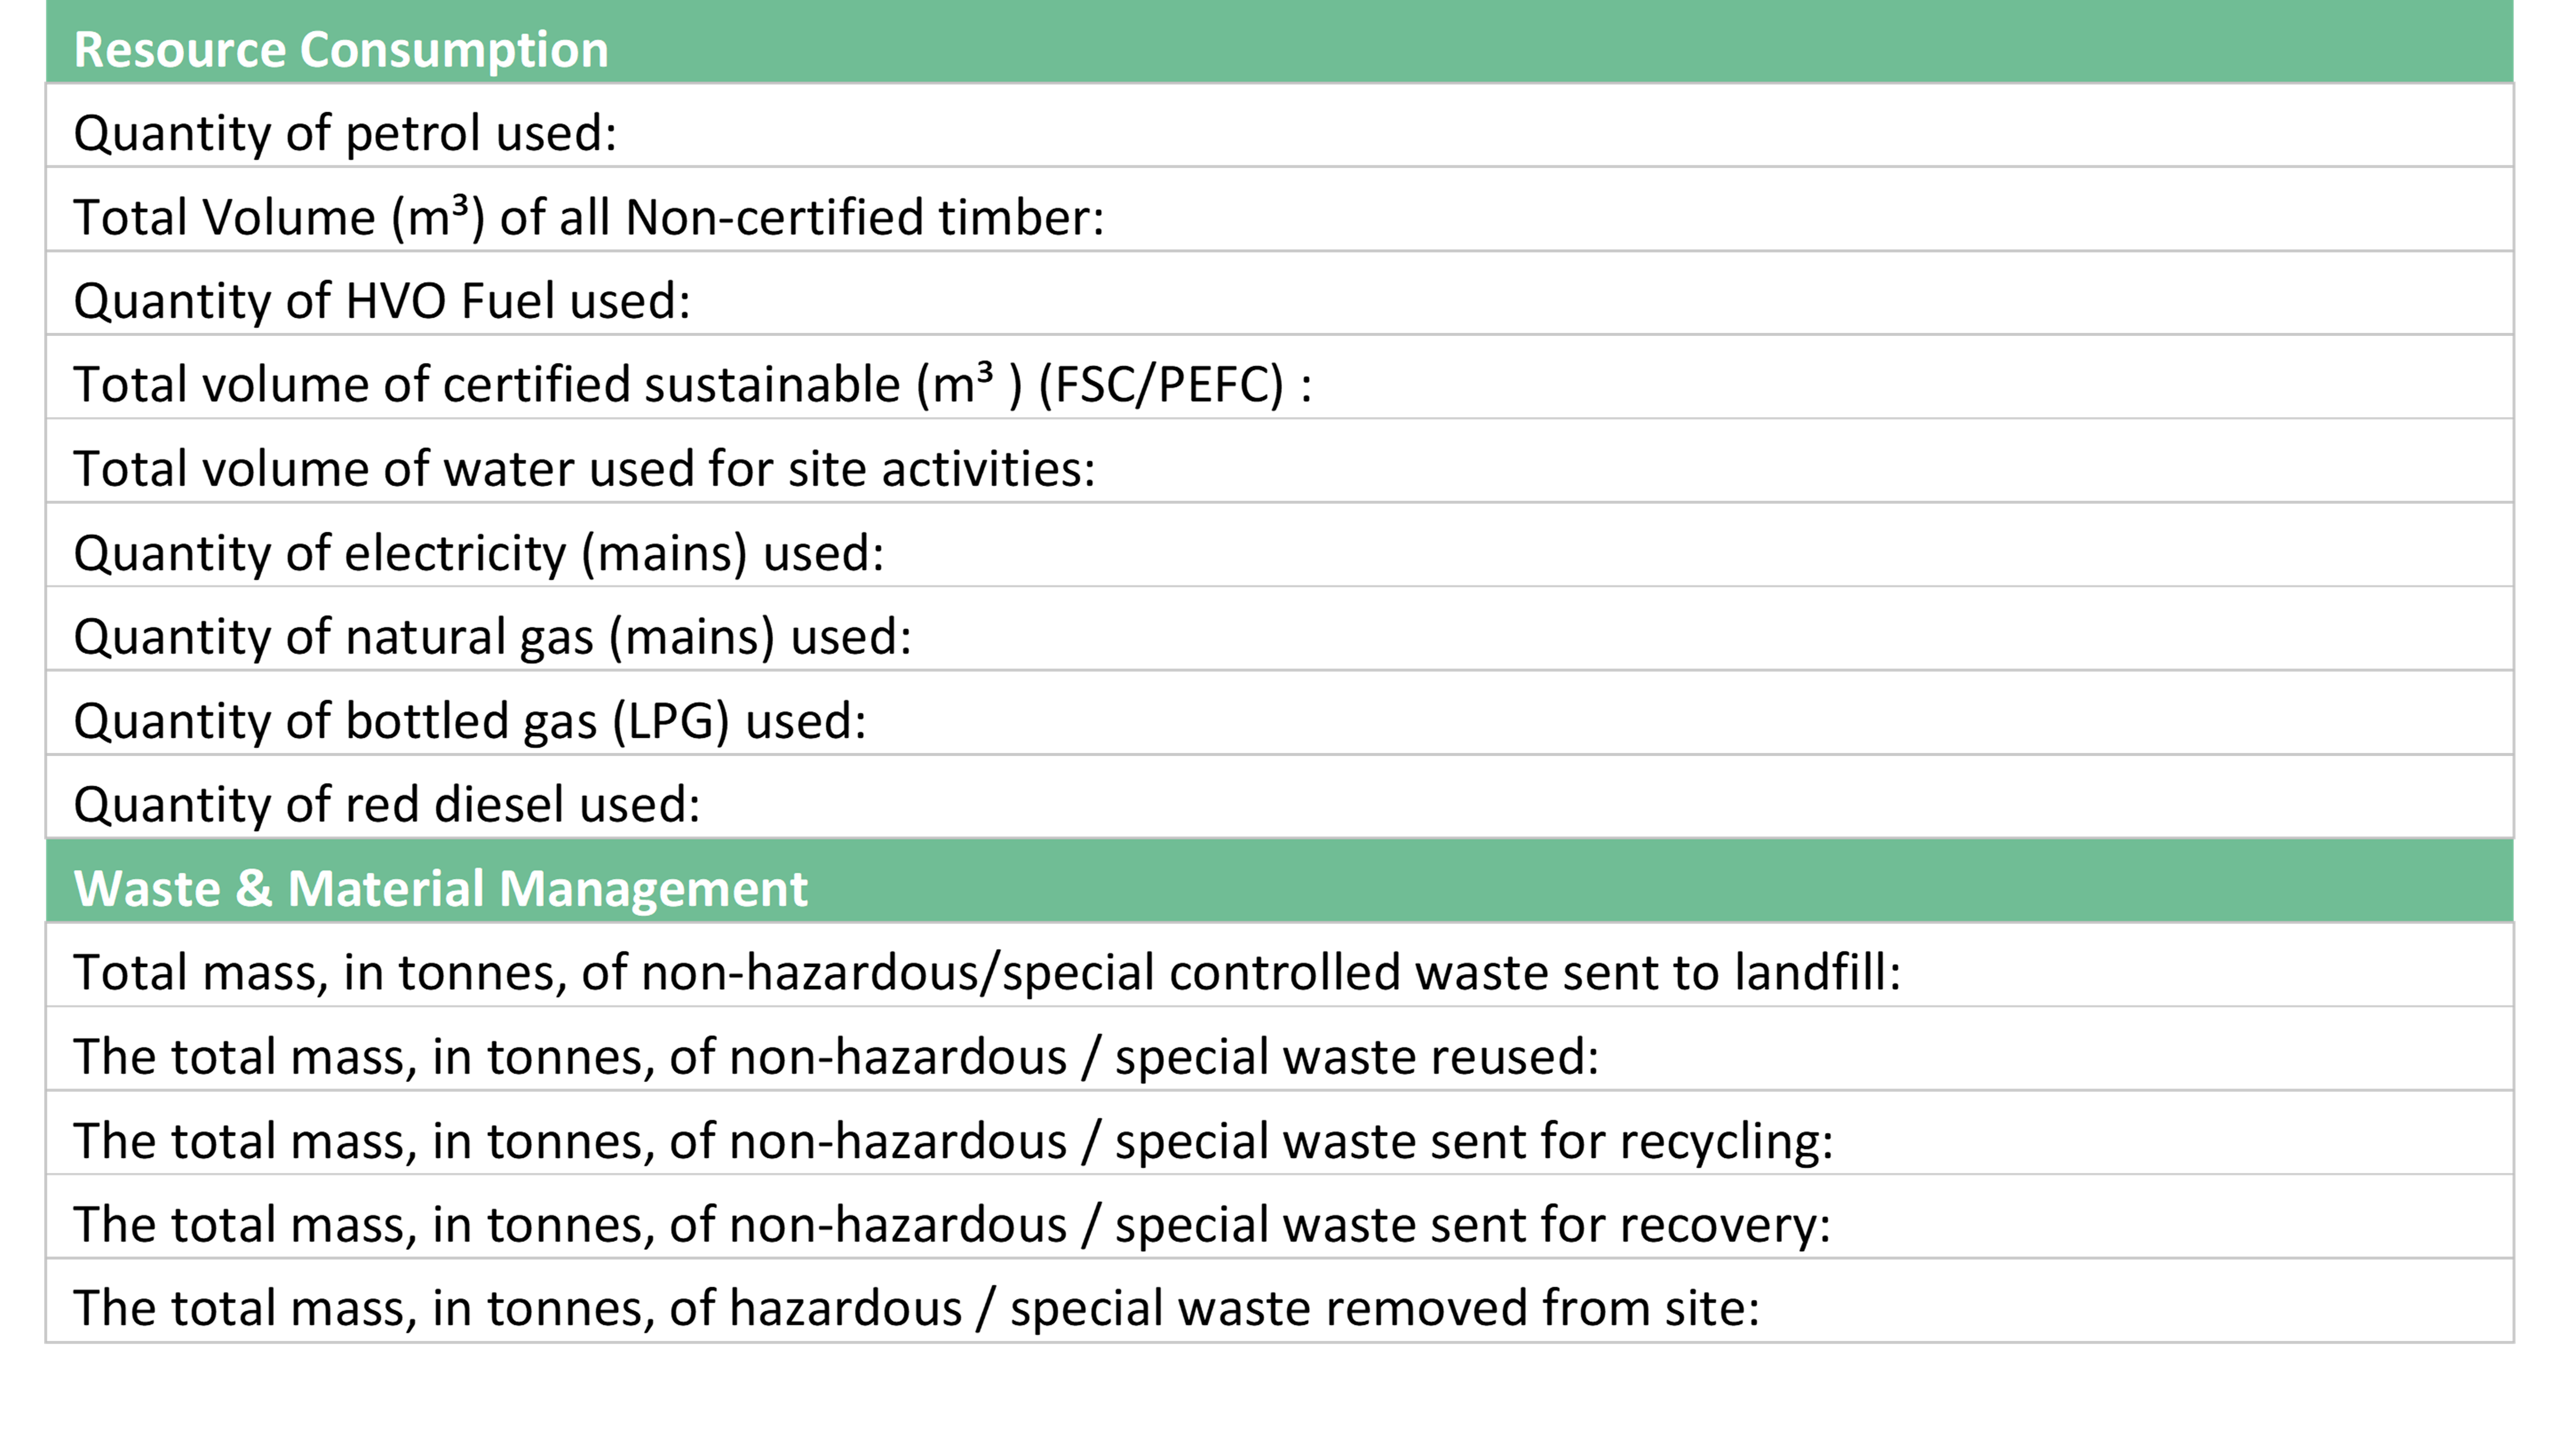 Resource Consumption
Quantity of petrol used:
Total Volume (m³) of all Non-certified timber:
Quantity of HVO Fuel used:
Total volume of certified sustainable (m³ ) (FSC/PEFC) :
Total volume of water used for site activities:
Quantity of electricity (mains) used:
Quantity of natural gas (mains) used:
Quantity of bottled gas (LPG) used:
Quantity of red diesel used:
Waste & Material Management
Total mass, in tonnes, of non-hazardous/special controlled waste sent to landfill:
The total mass, in tonnes, of non-hazardous / special waste reused:
The total mass, in tonnes, of non-hazardous / special waste sent for recycling:
The total mass, in tonnes, of non-hazardous / special waste sent for recovery:
The total mass, in tonnes, of hazardous / special waste removed from site: